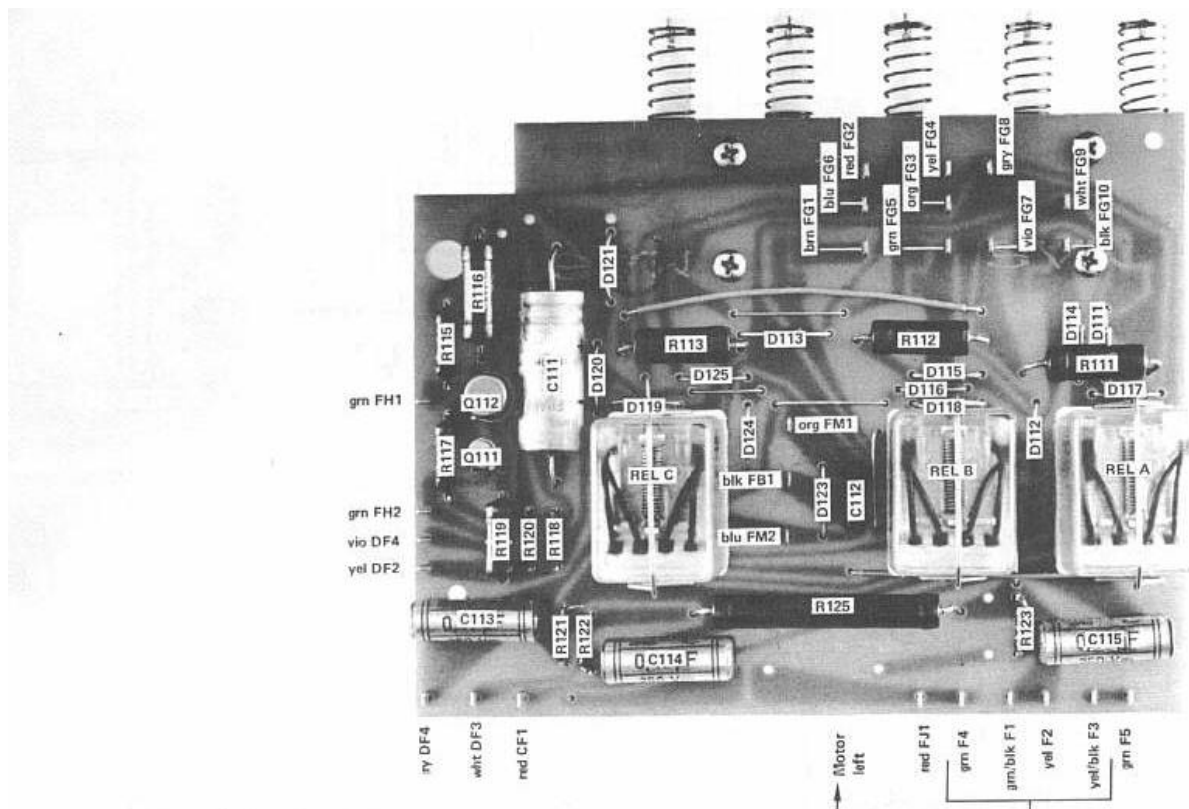 red FG2
yel FG4
gry FG8
blu FG6
org FG3
wht FG9
brn FG1
grn FG5
vio FG7
blk FG10
D121
R116
R115
C111
D120
R113
D113
R112
D114
D111
R111
D125
D115
D116
D117
grn FH1
Q112
D119
D124
org FM1
D118
D112
R117
Q111
REL C
blk FB1
D123
C112
REL B
REL A
grn FH2
vio DF4
R119
R120
R118
blu FM2
yel DF2
C113
R121
R122
C114
R125
R123
C115
ry DF4
wht DF3
red CF1
Motor
left
red FJ1
grn F4
grn/blk F1
yel F2
yel/blk F3
grn F5